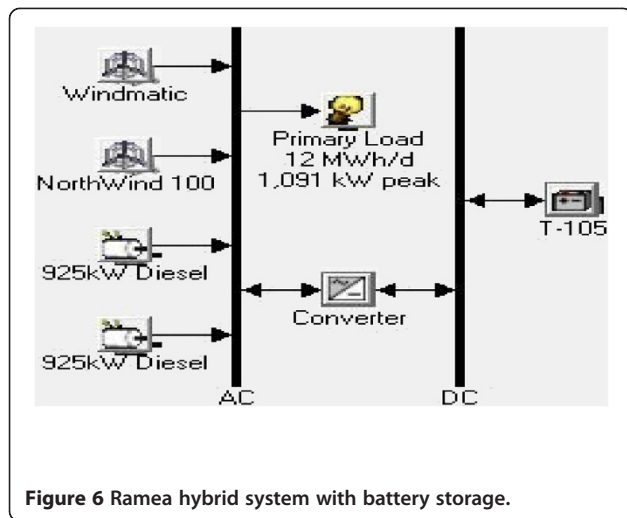 Windmatic
NorthWind 100
925kW Diesel
925kW Diesel
AC
Primary Load
12 MWh/d
1,091 kW peak
Converter
DC
T-105
Figure 6 Ramea hybrid system with battery storage.